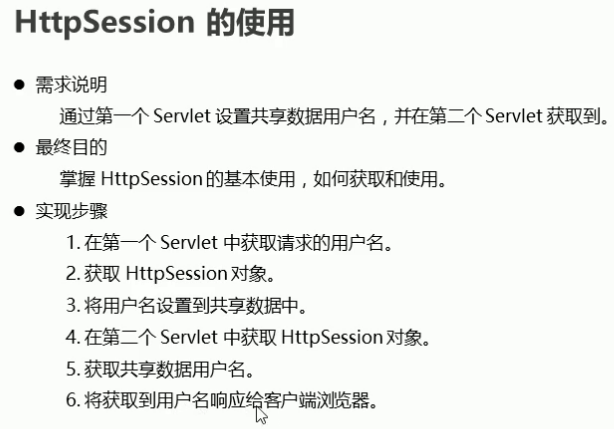 HttpSession 的使用
● 需求说明
通过第一个 Servlet 设置共享数据用户名，并在第二个 Servlet 获取到。
● 最终目的
掌握 HttpSession 的基本使用，如何获取和使用。
● 实现步骤
1. 在第一个 Servlet 中获取请求的用户名。
2. 获取 HttpSession 对象。
3. 将用户名设置到共享数据中。
4. 在第二个 Servlet 中获取 HttpSession 对象。
5. 获取共享数据用户名。
6. 将获取到用户名响应给客户端浏览器。